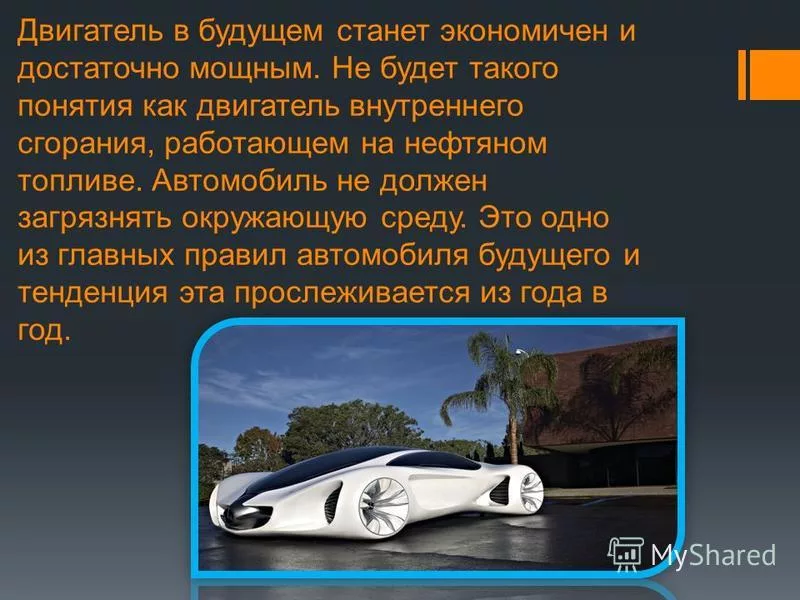 Двигатель в будущем станет экономичен и
достаточно мощным. Не будет такого
понятия как двигатель внутреннего
сгорания, работающем на нефтяном
топливе. Автомобиль не должен
загрязнять окружающую среду. Это одно
из главных правил автомобиля будущего и
тенденция эта прослеживается из года в
год.
MyShared